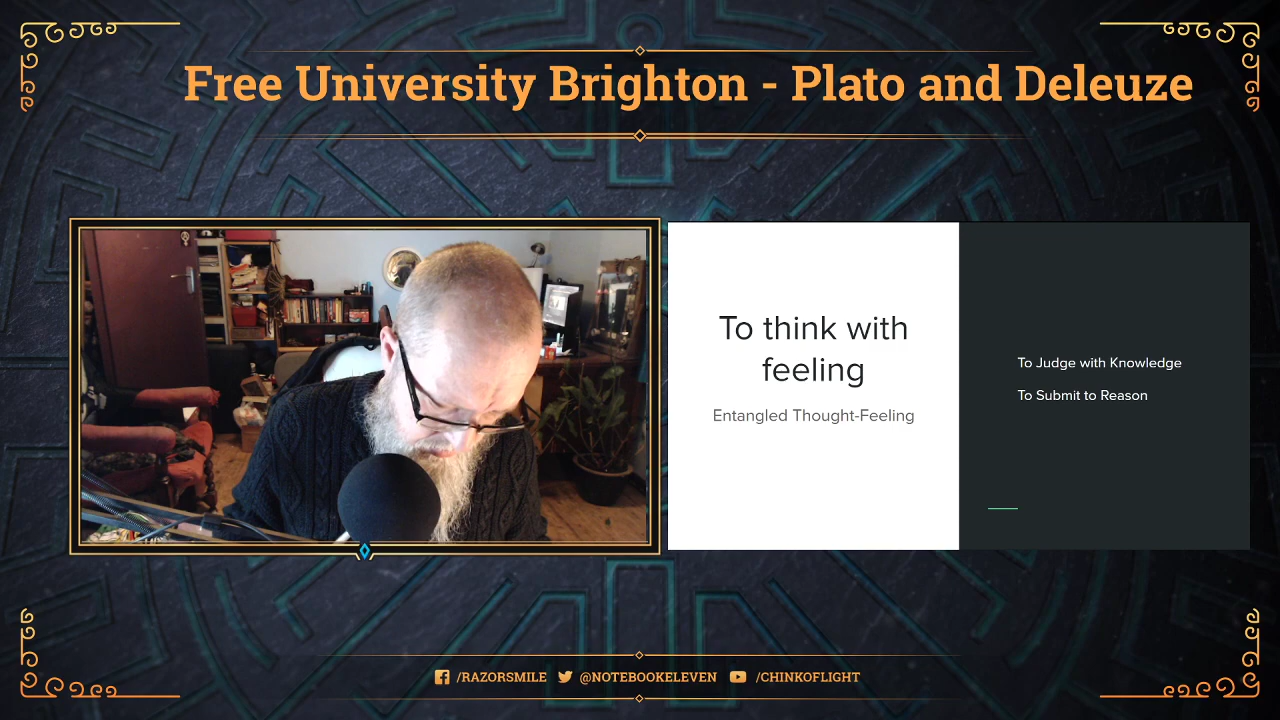 Free University Brighton - Plato and Deleuze
To think with
feeling
Entangled Thought-Feeling
To Judge with Knowledge
To Submit to Reason
/RAZORSMILE @NOTEBOOKELEVEN /CHINKOFLIGHT